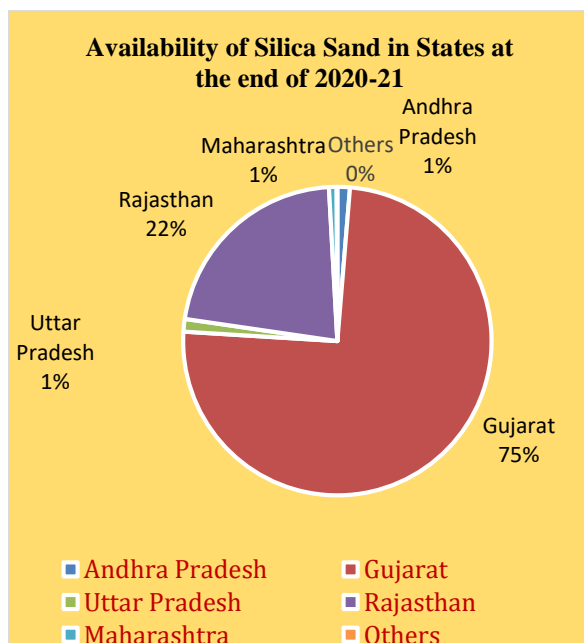 Availability of Silica Sand in States at
the end of 2020-21
Andhra
Pradesh
1%
Maharashtra
1%
Others
0%
Rajasthan
22%
Uttar
Pradesh
1%
Gujarat
75%
Andhra Pradesh
Gujarat
Uttar Pradesh
Rajasthan
Maharashtra
Others